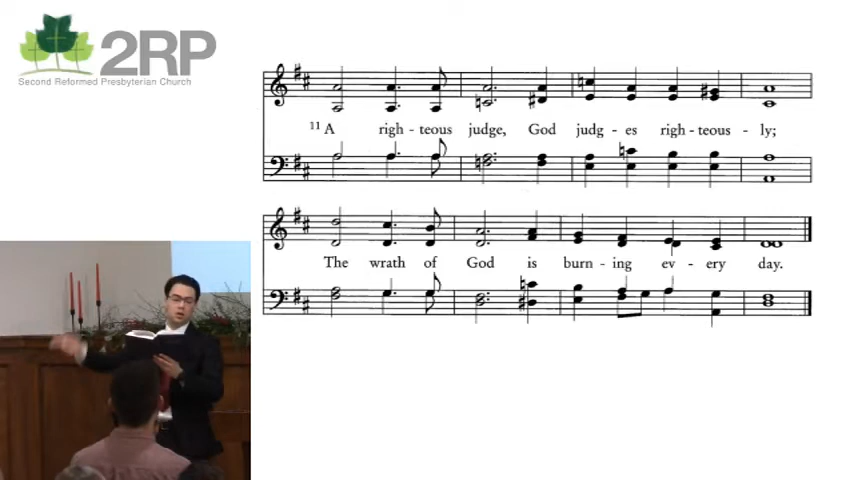 2RP
Second Reformed Presbyterian Church
11 A righ - teous judge, God judg - es righ - teous - ly;
The wrath of God is burn - ing ev - ery day.